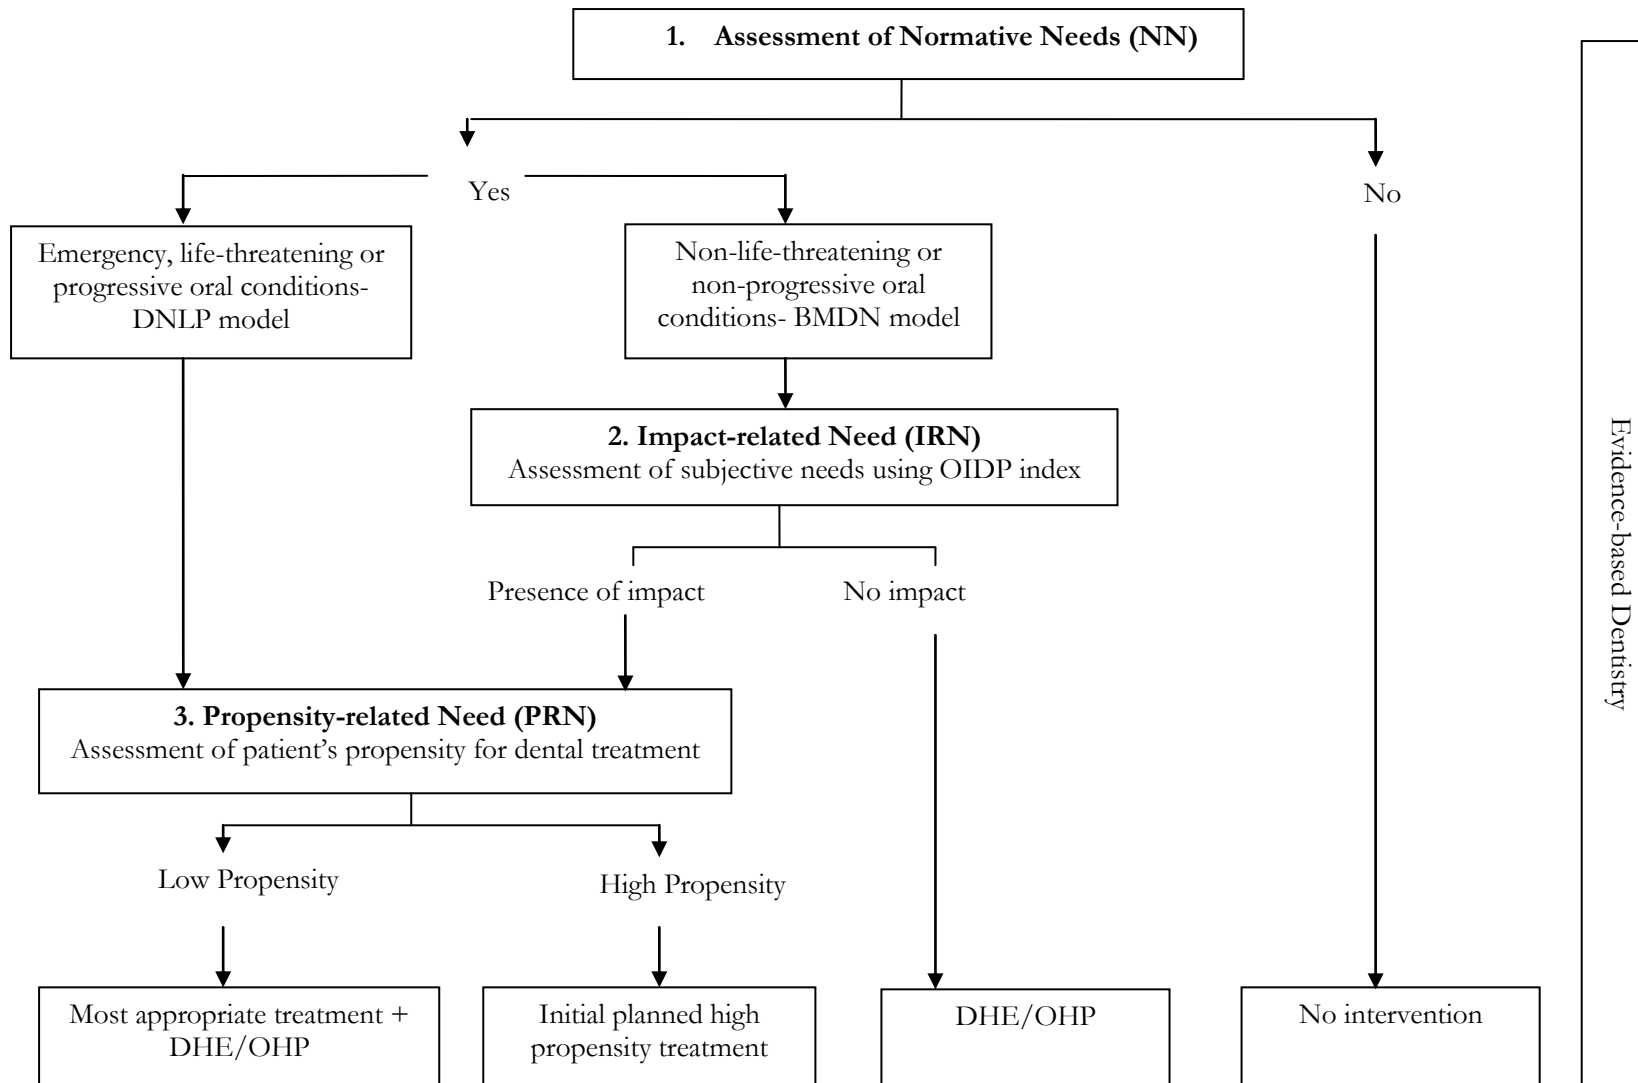 1. Assessment of Normative Needs (NN)
Yes
No
Emergency, life-threatening or
progressive oral conditions-
DNLP model
Non-life-threatening or
non-progressive oral
conditions- BMDN model
2. Impact-related Need (IRN)
Assessment of subjective needs using OIDP index
Presence of impact
No impact
3. Propensity-related Need (PRN)
Assessment of patient’s propensity for dental treatment
Low Propensity
High Propensity
Most appropriate treatment +
DHE/OHP
Initial planned high
propensity treatment
DHE/OHP
No intervention
Evidence-based Dentistry